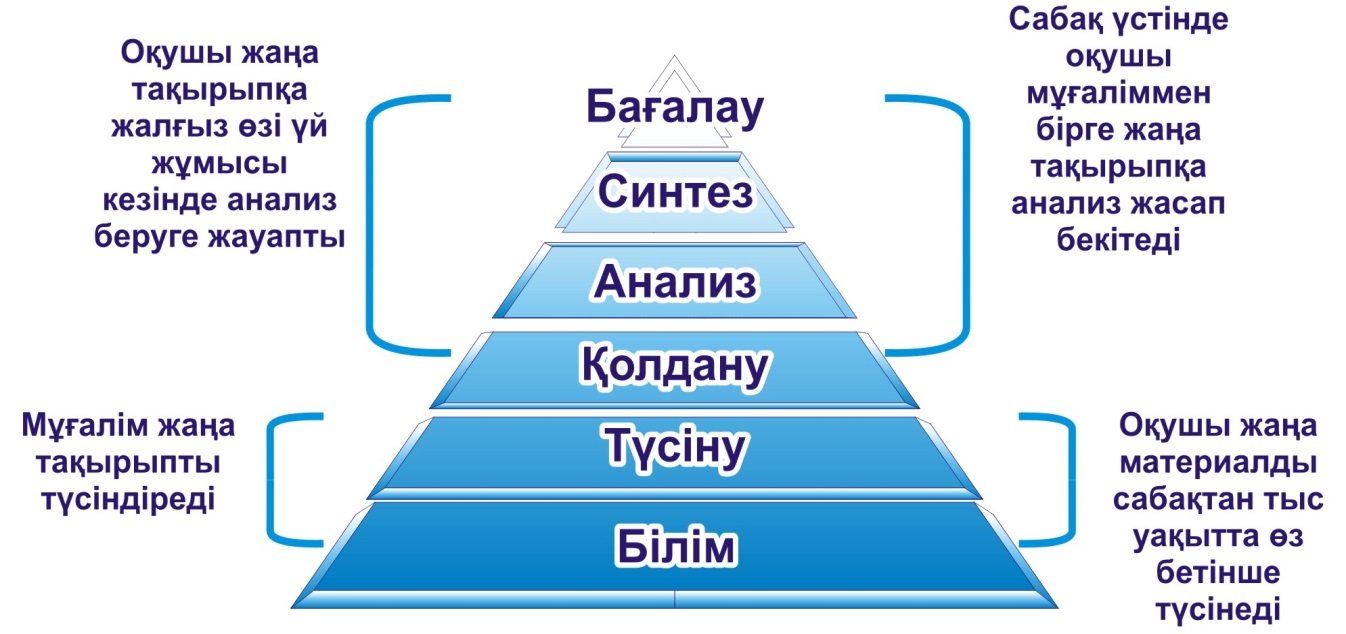 Оқушы жаңа
тақырыпқа
жалғыз өзі үй
жұмысы
кезінде анализ
беруге жауапты
Сабақ үстінде
оқушы
мұғаліммен
бірге жаңа
тақырыпқа
анализ жасап
бекітеді
Бағалау
Синтез
Анализ
Қолдану
Түсіну
Білім
Мұғалім жаңа
тақырыпты
түсіндіреді
Оқушы жаңа
материалды
сабақтан тыс
уақытта өз
бетінше
түсінеді